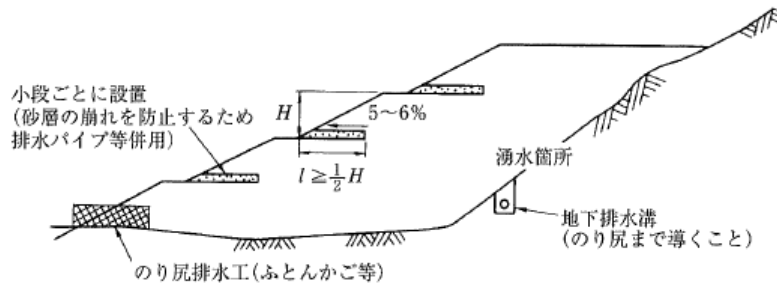 小段ごとに設置
(砂層の崩れを防止するため
排水パイプ等併用)
H
5～6%
l ≧ 1/2 H
湧水箇所
地下排水溝
(のり尻まで導くこと)
のり尻排水工(ふとんかご等)